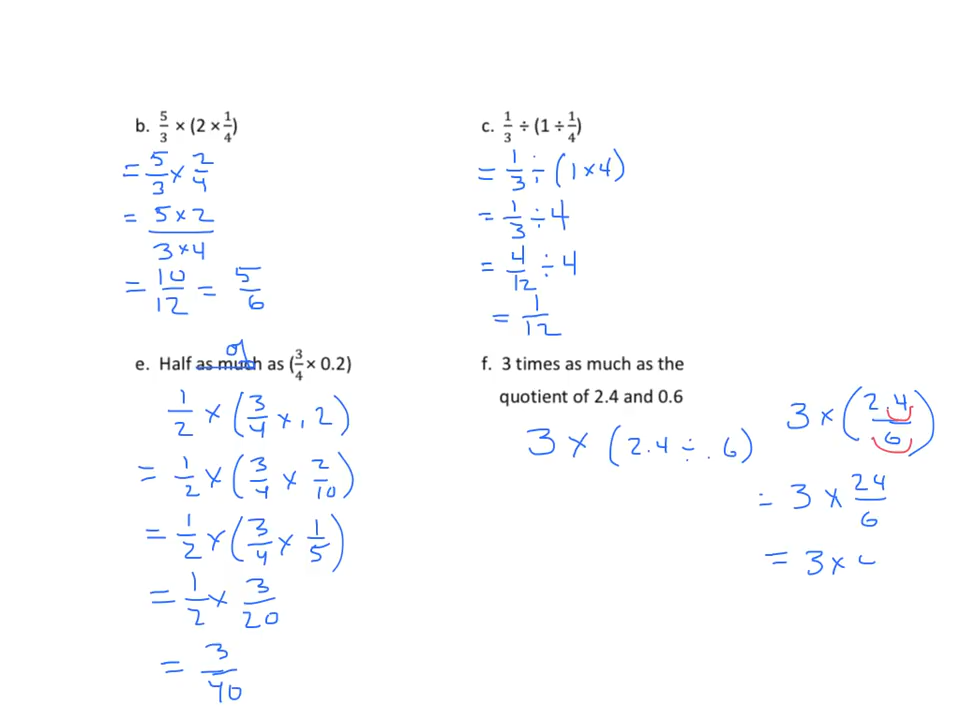 b. 5/3 × (2 × 1/4)
= 5/3 × 2/4
= 5 × 2 / 3 × 4
= 10/12 = 5/6
c. 1/3 ÷ (1 ÷ 1/4)
= 1/3 ÷ (1 × 4)
= 1/3 ÷ 4
= 4/12 ÷ 4
= 1/12
of
e. Half as much as (3/4 × 0.2)
1/2 × (3/4 × .2)
= 1/2 × (3/4 × 2/10)
= 1/2 × (3/4 × 1/5)
= 1/2 × 3/20
= 3/40
f. 3 times as much as the
quotient of 2.4 and 0.6
3 × (2.4 ÷ .6)
3 × (2.4/.6)
= 3 × 24/6
= 3 ×